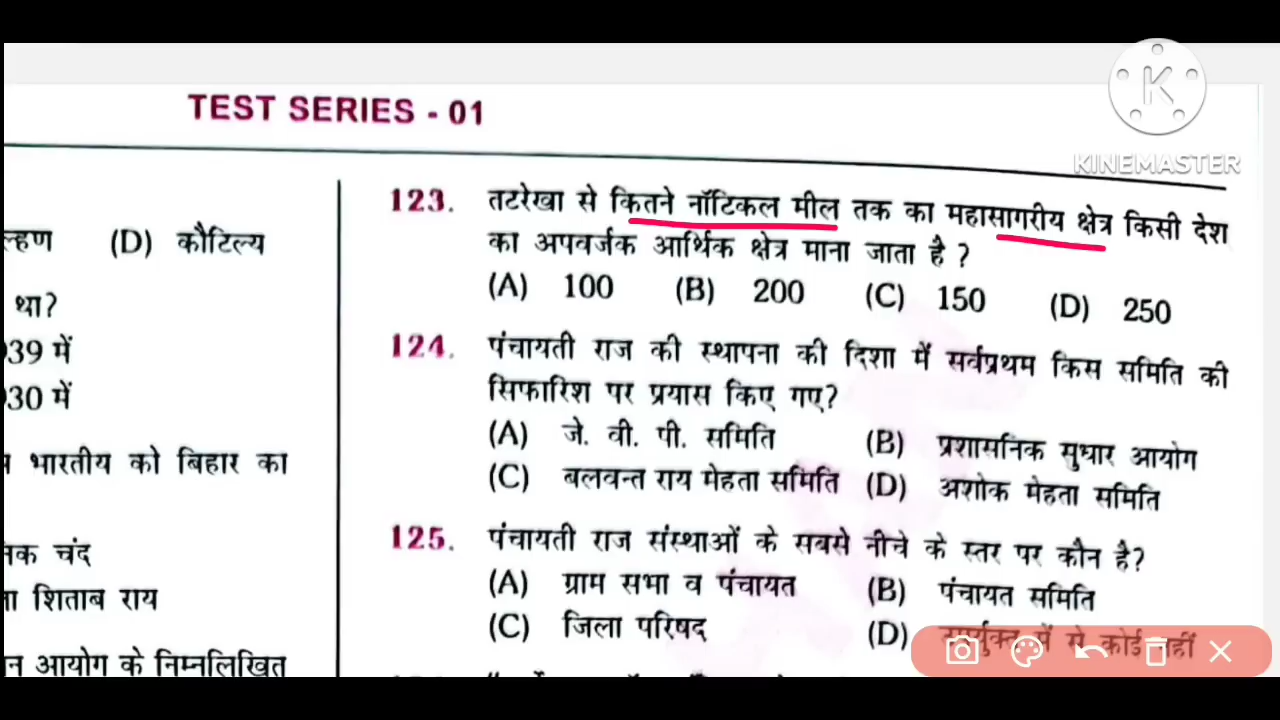 KINEMASTER
TEST SERIES - 01
(D) कौटिल्य
था?
39 में
30 में
भारतीय को बिहार का
चंद
शिताब राय
आयोग के निम्नलिखित
123. तटरेखा से कितने नॉटिकल मील तक का महासागरीय क्षेत्र किसी देश
का अपवर्जक आर्थिक क्षेत्र माना जाता है ?
(A) 100 (B) 200 (C) 150 (D) 250
124. पंचायती राज की स्थापना की दिशा में सर्वप्रथम किस समिति की
सिफारिश पर प्रयास किए गए?
(A) जे. वी. पी. समिति (B) प्रशासनिक सुधार आयोग
(C) बलवन्त राय मेहता समिति (D) अशोक मेहता समिति
125. पंचायती राज संस्थाओं के सबसे नीचे के स्तर पर कौन है?
(A) ग्राम सभा व पंचायत (B) पंचायत समिति
(C) जिला परिषद (D) उपर्युक्त में से कोई नहीं